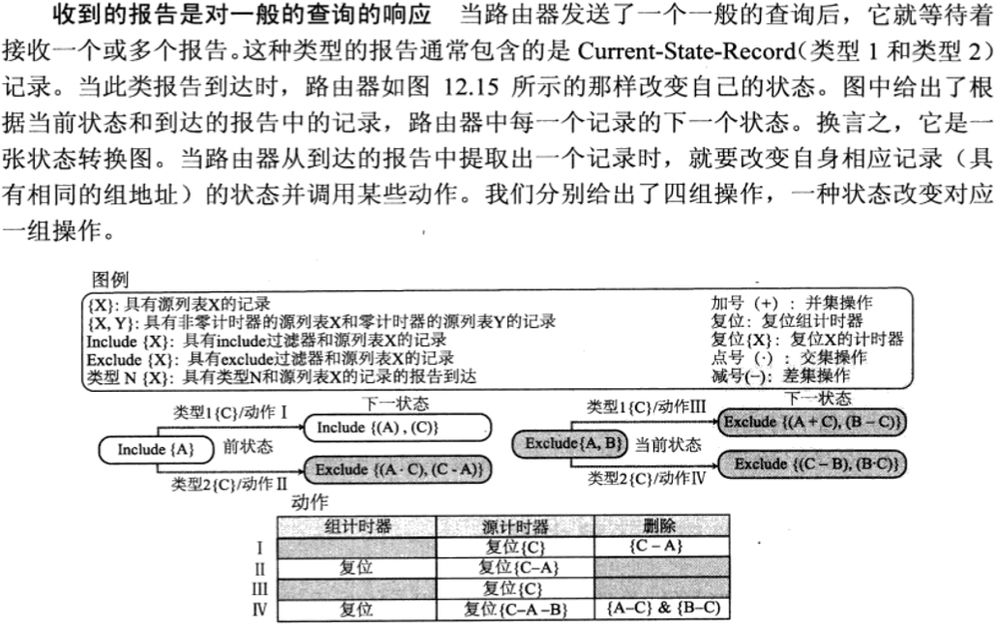 收到的报告是对一般的查询的响应 当路由器发送了一个一般的查询后，它就等待着
接收一个或多个报告。这种类型的报告通常包含的是 Current-State-Record（类型 1 和类型 2）
记录。当此类报告到达时，路由器如图 12.15 所示的那样改变自己的状态。图中给出了根
据当前状态和到达的报告中的记录，路由器中每一个记录的下一个状态。换言之，它是一
张状态转换图。当路由器从到达的报告中提取出一个记录时，就要改变自身相应记录（具
有相同的组地址）的状态并调用某些动作。我们分别给出了四组操作，一种状态改变对应
一组操作。
图例
{X}: 具有源列表X的记录
{X, Y}: 具有非零计时器的源列表X和零计时器的源列表Y的记录
Include {X}: 具有include过滤器和源列表X的记录
Exclude {X}: 具有exclude过滤器和源列表X的记录
类型 N {X}: 具有类型N和源列表X的记录的报告到达
加号（+）: 并集操作
复位: 复位组计时器
复位{X}: 复位X的计时器
点号（·）: 交集操作
减号(−): 差集操作
类型1{C}/动作 I
下一状态
Include {(A) , (C)}
Include {A}
前状态
类型2{C}/动作 II
Exclude {(A · C), (C - A)}
类型1{C}/动作III
下一状态
Exclude {(A + C), (B − C)}
Exclude{A, B}
当前状态
类型2{C}/动作IV
Exclude {(C − B), (B·C)}
动作
组计时器 源计时器 删除
I 复位{C} {C − A}
II 复位 复位{C−A}
III 复位{C}
IV 复位 复位{C−A −B} {A−C} & {B−C)